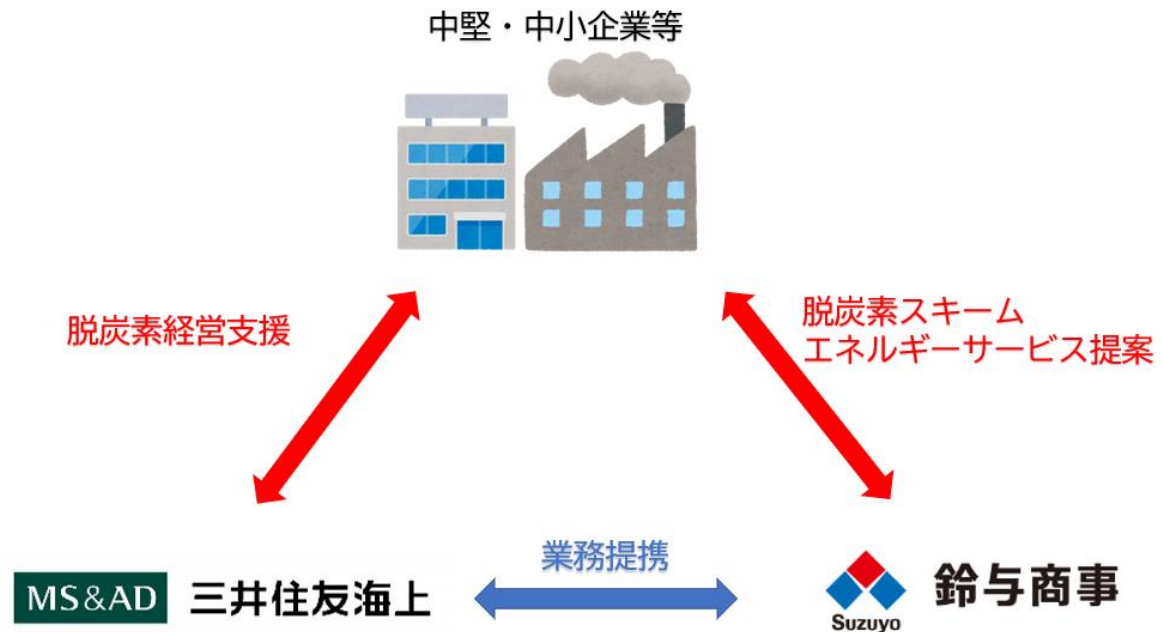 中堅・中小企業等
脱炭素経営支援
脱炭素スキーム
エネルギーサービス提案
業務提携
MS&AD 三井住友海上
Suzuyo
鈴与商事